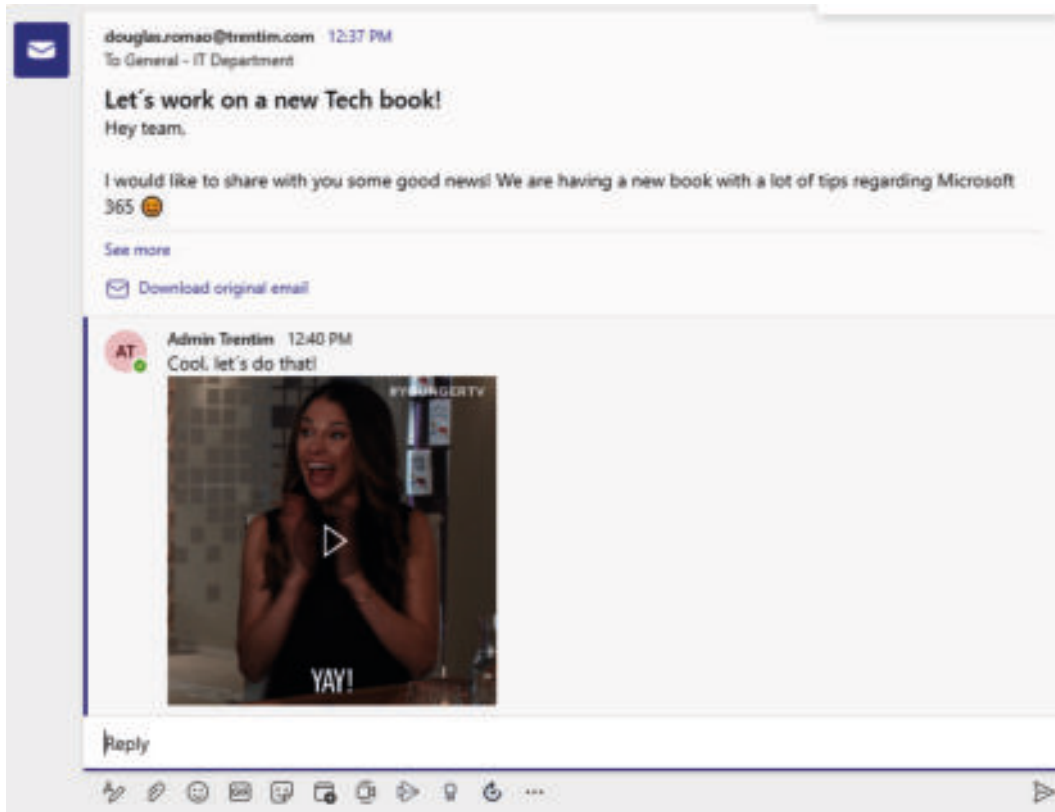 douglas.romao@trentim.com 12:37 PM
To General - IT Department
Let´s work on a new Tech book!
Hey team,
I would like to share with you some good news! We are having a new book with a lot of tips regarding Microsoft
365
See more
Download original email
AT
Admin Trentim 12:40 PM
Cool, let´s do that!
#YOUNGERTV
YAY!
Reply
GIF